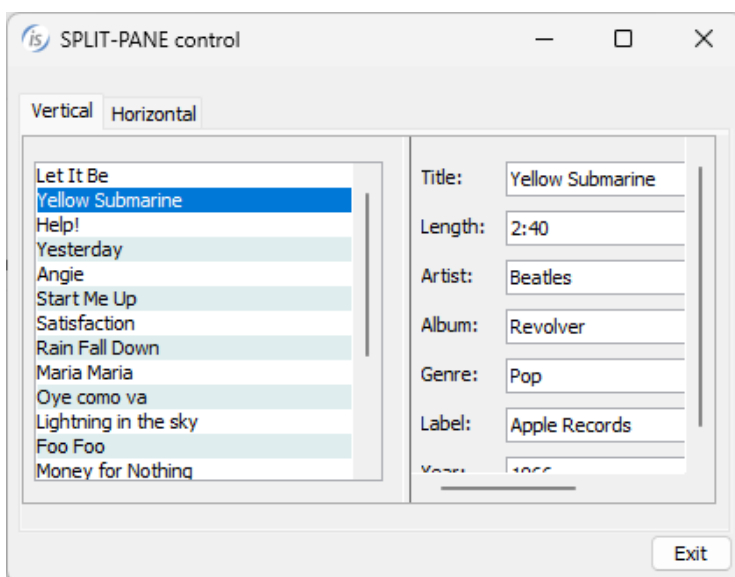 is SPLIT-PANE control
Vertical Horizontal
Let It Be
Yellow Submarine
Help!
Yesterday
Angie
Start Me Up
Satisfaction
Rain Fall Down
Maria Maria
Oye como va
Lightning in the sky
Foo Foo
Money for Nothing
Title: Yellow Submarine
Length: 2:40
Artist: Beatles
Album: Revolver
Genre: Pop
Label: Apple Records
Year: 1966
Exit